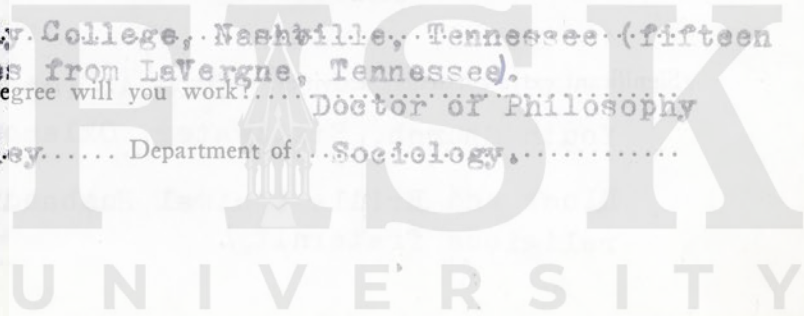 College, Nashville, Tennessee (fifteen
from LaVergne, Tennessee).
egree will you work?.... Doctor of Philosophy
Department of...Sociology.
FISK
UNIVERSITY